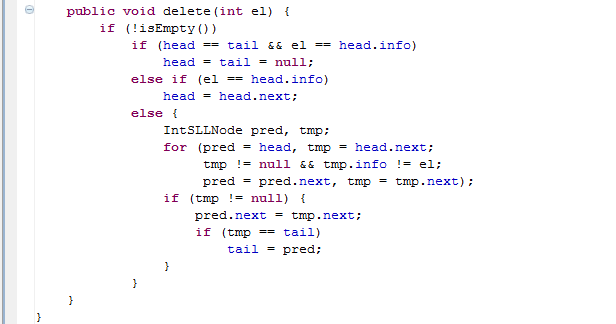 public void delete(int el) {
    if (!isEmpty())
        if (head == tail && el == head.info)
            head = tail = null;
        else if (el == head.info)
            head = head.next;
        else {
            IntSLLNode pred, tmp;
            for (pred = head, tmp = head.next;
                 tmp != null && tmp.info != el;
                 pred = pred.next, tmp = tmp.next);
            if (tmp != null) {
                pred.next = tmp.next;
                if (tmp == tail)
                    tail = pred;
            }
        }
}
}